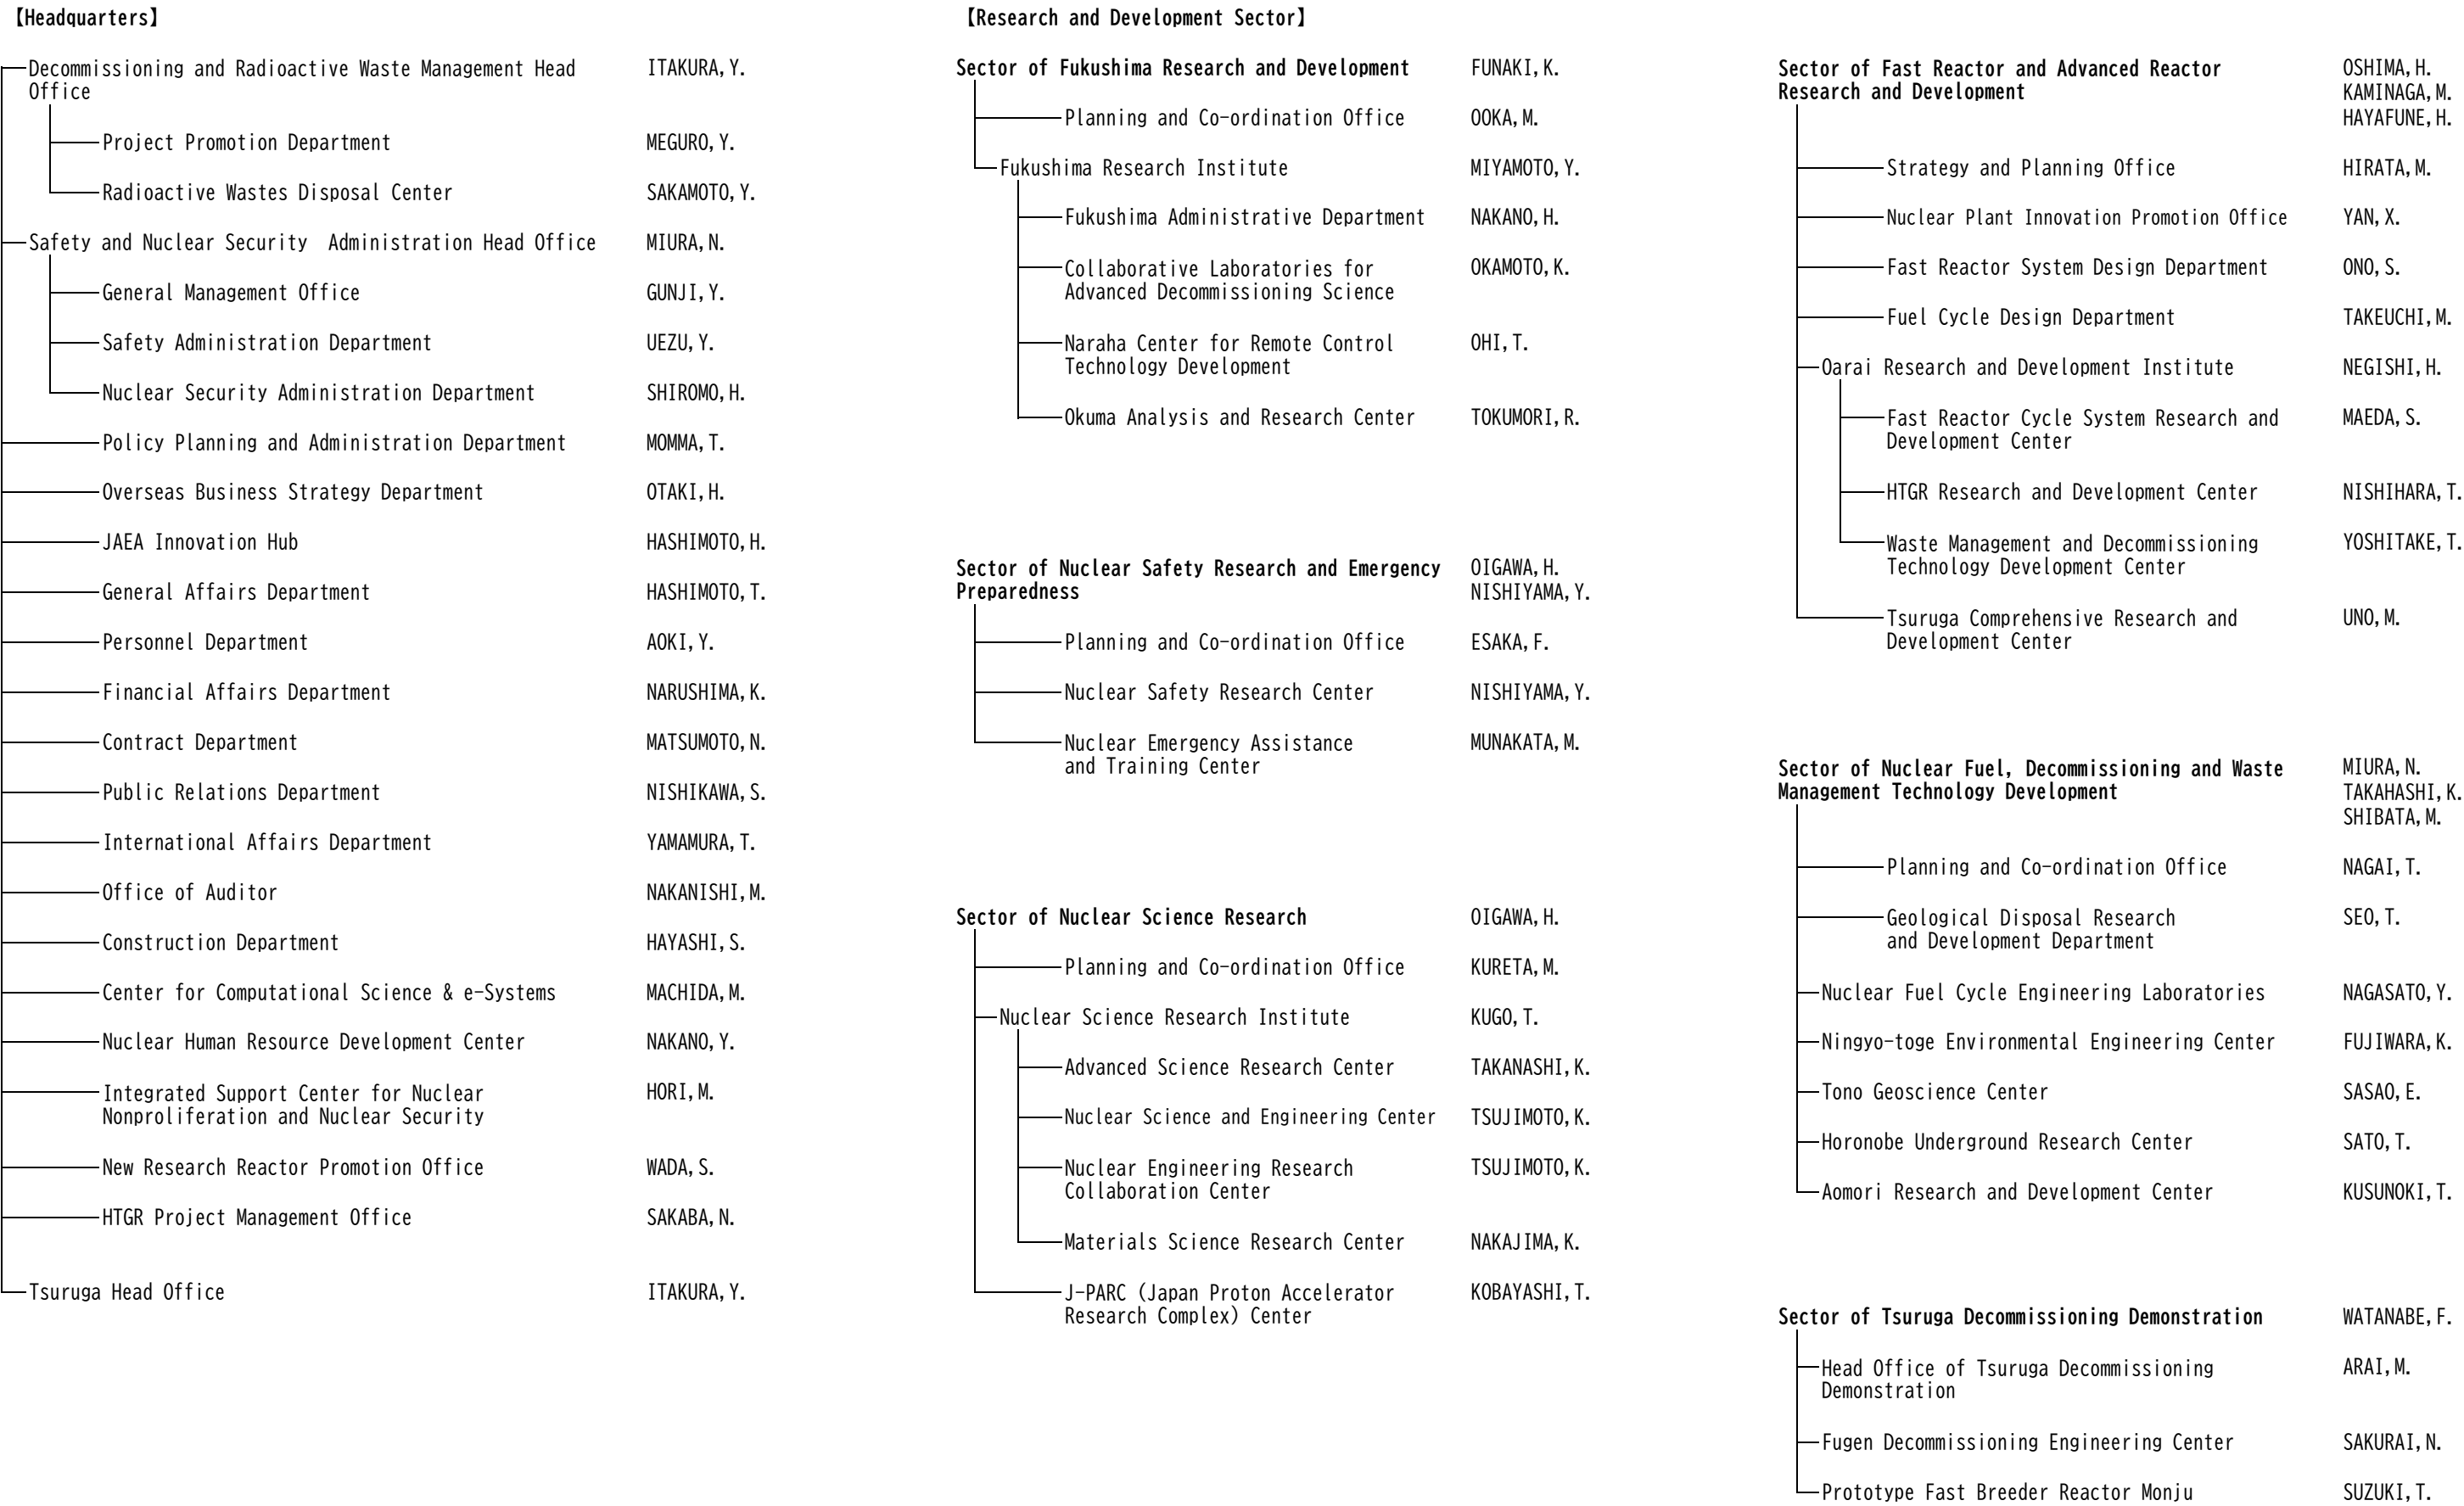 【Headquarters】
Decommissioning and Radioactive Waste Management Head ITAKURA, Y.
Office
Project Promotion Department MEGURO, Y.
Radioactive Wastes Disposal Center SAKAMOTO, Y.
Safety and Nuclear Security Administration Head Office MIURA, N.
General Management Office GUNJI, Y.
Safety Administration Department UEZU, Y.
Nuclear Security Administration Department SHIROMO, H.
Policy Planning and Administration Department MOMMA, T.
Overseas Business Strategy Department OTAKI, H.
JAEA Innovation Hub HASHIMOTO, H.
General Affairs Department HASHIMOTO, T.
Personnel Department AOKI, Y.
Financial Affairs Department NARUSHIMA, K.
Contract Department MATSUMOTO, N.
Public Relations Department NISHIKAWA, S.
International Affairs Department YAMAMURA, T.
Office of Auditor NAKANISHI, M.
Construction Department HAYASHI, S.
Center for Computational Science & e-Systems MACHIDA, M.
Nuclear Human Resource Development Center NAKANO, Y.
Integrated Support Center for Nuclear HORI, M.
Nonproliferation and Nuclear Security
New Research Reactor Promotion Office WADA, S.
HTGR Project Management Office SAKABA, N.
Tsuruga Head Office ITAKURA, Y.
【Research and Development Sector】
Sector of Fukushima Research and Development FUNAKI, K.
Planning and Co-ordination Office OOKA, M.
Fukushima Research Institute MIYAMOTO, Y.
Fukushima Administrative Department NAKANO, H.
Collaborative Laboratories for OKAMOTO, K.
Advanced Decommissioning Science
Naraha Center for Remote Control OHI, T.
Technology Development
Okuma Analysis and Research Center TOKUMORI, R.
Sector of Nuclear Safety Research and Emergency OIGAWA, H.
Preparedness NISHIYAMA, Y.
Planning and Co-ordination Office ESAKA, F.
Nuclear Safety Research Center NISHIYAMA, Y.
Nuclear Emergency Assistance MUNAKATA, M.
and Training Center
Sector of Nuclear Science Research OIGAWA, H.
Planning and Co-ordination Office KURETA, M.
Nuclear Science Research Institute KUGO, T.
Advanced Science Research Center TAKANASHI, K.
Nuclear Science and Engineering Center TSUJIMOTO, K.
Nuclear Engineering Research TSUJIMOTO, K.
Collaboration Center
Materials Science Research Center NAKAJIMA, K.
J-PARC (Japan Proton Accelerator KOBAYASHI, T.
Research Complex) Center
Sector of Fast Reactor and Advanced Reactor OSHIMA, H.
Research and Development KAMINAGA, M.
HAYAFUNE, H.
Strategy and Planning Office HIRATA, M.
Nuclear Plant Innovation Promotion Office YAN, X.
Fast Reactor System Design Department ONO, S.
Fuel Cycle Design Department TAKEUCHI, M.
Oarai Research and Development Institute NEGISHI, H.
Fast Reactor Cycle System Research and MAEDA, S.
Development Center
HTGR Research and Development Center NISHIHARA, T.
Waste Management and Decommissioning YOSHITAKE, T.
Technology Development Center
Tsuruga Comprehensive Research and UNO, M.
Development Center
Sector of Nuclear Fuel, Decommissioning and Waste MIURA, N.
Management Technology Development TAKAHASHI, K.
SHIBATA, M.
Planning and Co-ordination Office NAGAI, T.
Geological Disposal Research SEO, T.
and Development Department
Nuclear Fuel Cycle Engineering Laboratories NAGASATO, Y.
Ningyo-toge Environmental Engineering Center FUJIWARA, K.
Tono Geoscience Center SASAO, E.
Horonobe Underground Research Center SATO, T.
Aomori Research and Development Center KUSUNOKI, T.
Sector of Tsuruga Decommissioning Demonstration WATANABE, F.
Head Office of Tsuruga Decommissioning ARAI, M.
Demonstration
Fugen Decommissioning Engineering Center SAKURAI, N.
Prototype Fast Breeder Reactor Monju SUZUKI, T.